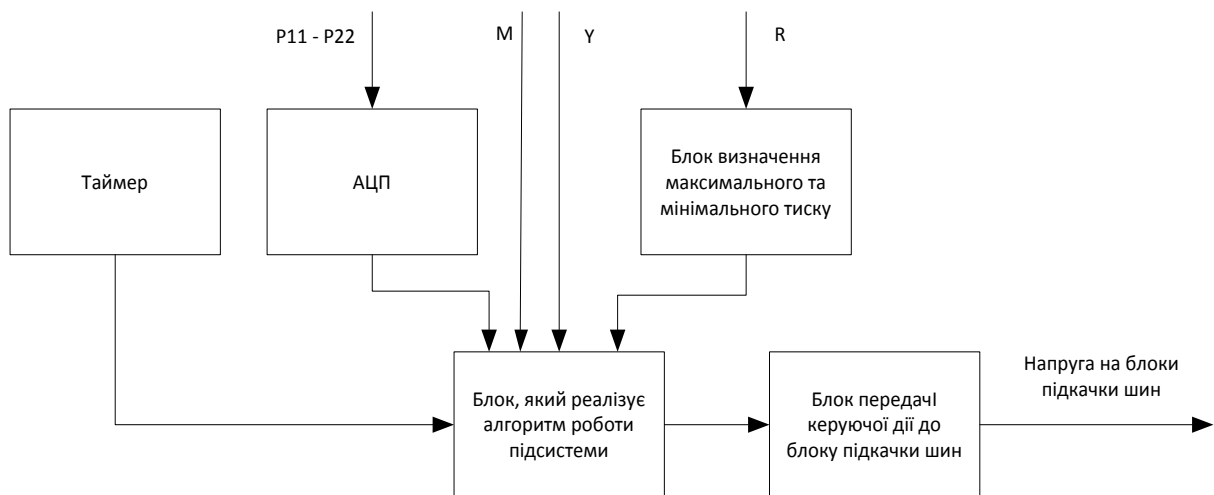 P11 - P22
M
Y
R
Таймер
АЦП
Блок визначення
максимального та
мінімального тиску
Блок, який реалізує
алгоритм роботи
підсистеми
Блок передачІ
керуючої дії до
блоку підкачки шин
Напруга на блоки
підкачки шин